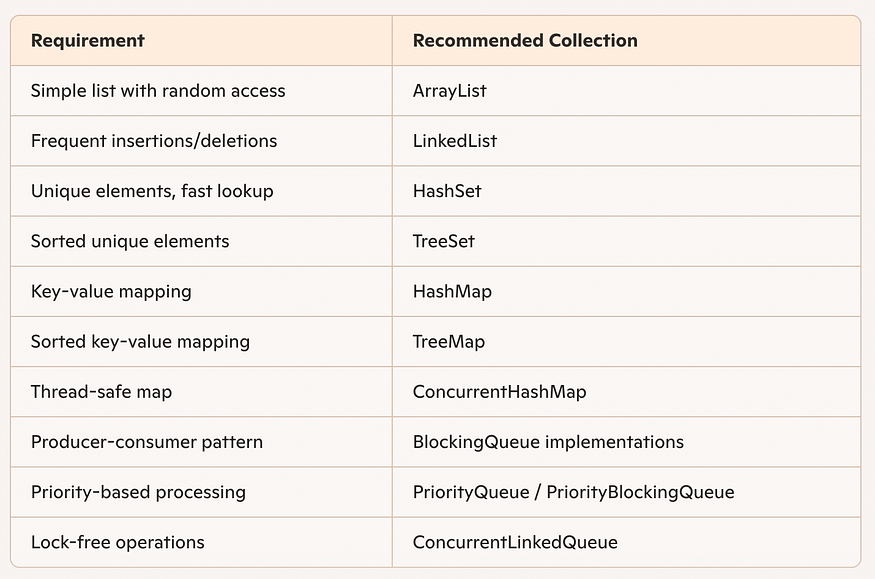 Requirement Recommended Collection
Simple list with random access ArrayList
Frequent insertions/deletions LinkedList
Unique elements, fast lookup HashSet
Sorted unique elements TreeSet
Key-value mapping HashMap
Sorted key-value mapping TreeMap
Thread-safe map ConcurrentHashMap
Producer-consumer pattern BlockingQueue implementations
Priority-based processing PriorityQueue / PriorityBlockingQueue
Lock-free operations ConcurrentLinkedQueue